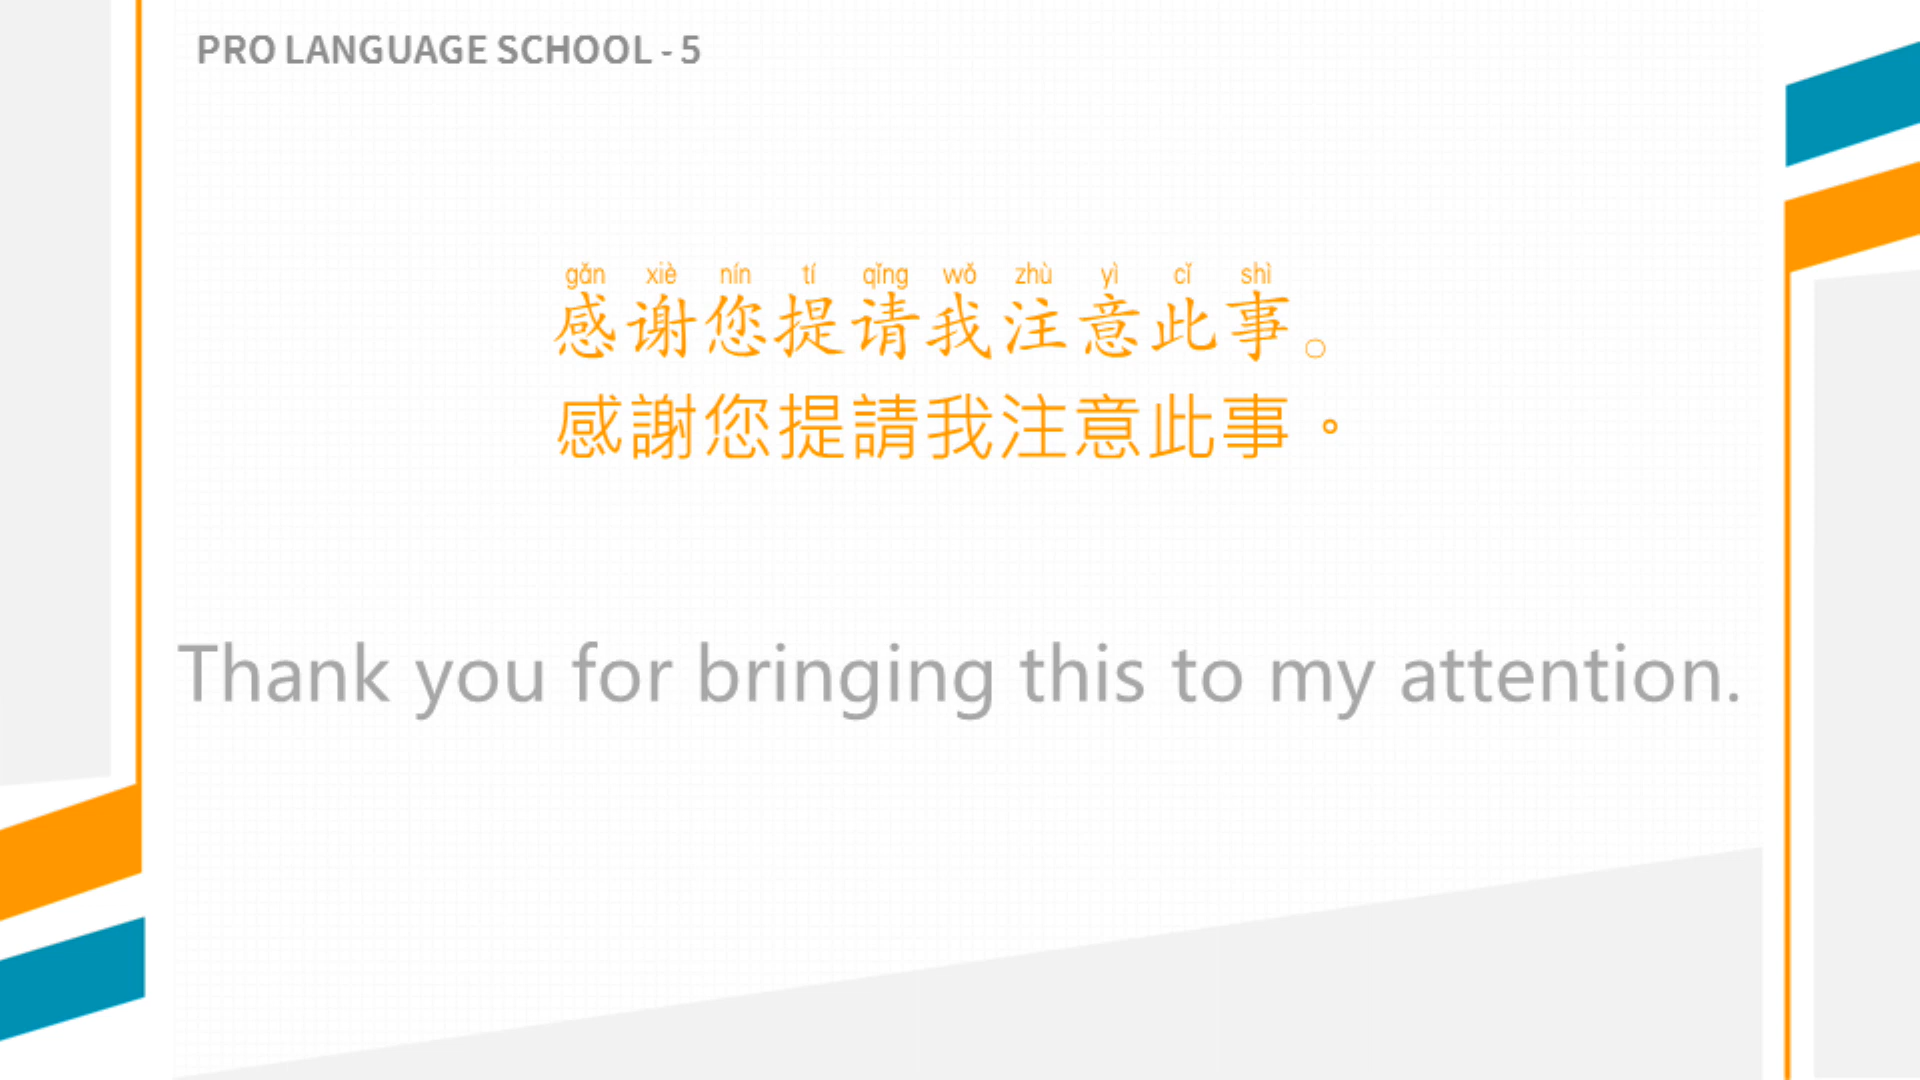 PRO LANGUAGE SCHOOL - 5
gǎn xiè nín tí qǐng wǒ zhù yì cǐ shì
感谢您提请我注意此事。
感謝您提請我注意此事。
Thank you for bringing this to my attention.